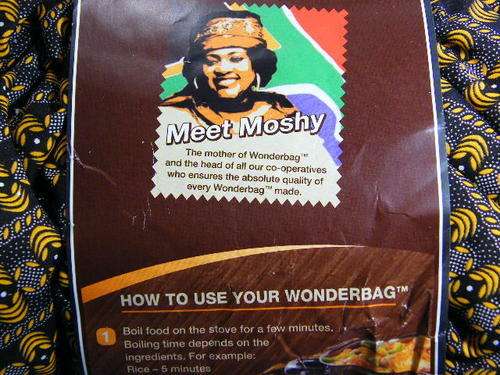 Meet Moshy
The mother of Wonderbag™
and the head of all our co-operatives
who ensures the absolute quality of
every Wonderbag™ made.
HOW TO USE YOUR WONDERBAG™
1 Boil food on the stove for a few minutes.
Boiling time depends on the
ingredients. For example:
Rice – 5 minutes